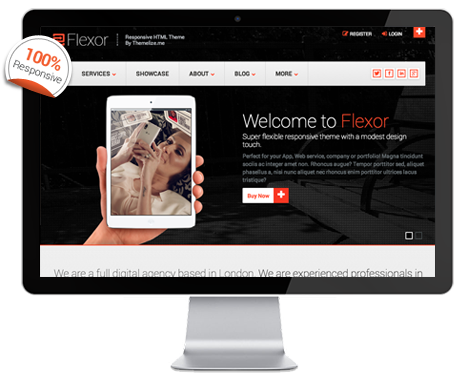 100%
Responsive
Flexor
Responsive HTML Theme
By Themelize.me
REGISTER
LOGIN
SERVICES
SHOWCASE
ABOUT
BLOG
MORE
Welcome to Flexor
Super flexible responsive theme with a modest design
touch.
Perfect for your App, Web service, company or portfolio! Magna tincidunt
sociis ac integer amet non. Rhoncus augue? Tempor porttitor sed, aliquet
phasellus a, nisi nunc aliquet nec rhoncus enim porttitor ultrices lacus
tristique?
Buy Now
We are a full digital agency based in London. We are experienced professionals in